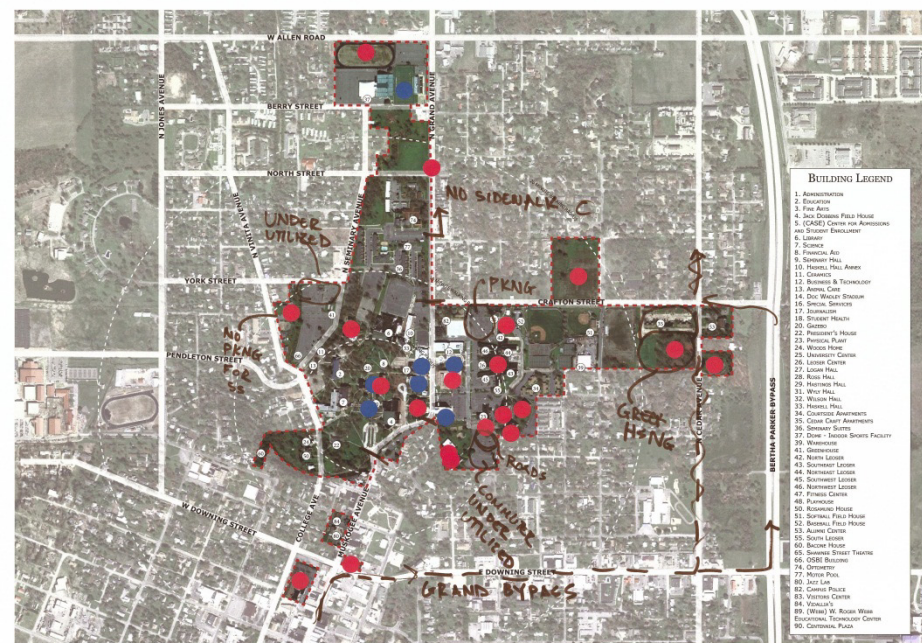 W ALLEN ROAD
BERRY STREET
NORTH STREET
N JONES AVENUE
N VINITA AVENUE
N SEMINARY AVENUE
N GRAND AVENUE
NO SIDEWALK
UNDER
UTILIZED
YORK STREET
PKNG
CRAFTON STREET
NO
PKNG
FOR
53
PENDLETON STREET
GREEK
HSNG
N CEDAR AVENUE
BERTHA PARKER BYPASS
ROADS
COMMUTER
UNDER
UTILIZED
W DOWNING STREET
COLLEGE AVE
MUSKOGEE AVENUE
E DOWNING STREET
GRAND BYPASS
BUILDING LEGEND
1. ADMINISTRATION
2. EDUCATION
3. FINE ARTS
4. JACK DOBBINS FIELD HOUSE
5. (CASE) CENTER FOR ADMISSIONS
AND STUDENT ENROLLMENT
6. LIBRARY
7. SCIENCE
8. FINANCIAL AID
9. SEMINARY HALL
10. HASKELL HALL ANNEX
11. CERAMICS
12. BUSINESS & TECHNOLOGY
13. ANIMAL CARE
14. DOC WADLEY STADIUM
16. SPECIAL SERVICES
17. JOURNALISM
18. STUDENT HEALTH
20. GAZEBO
22. PRESIDENT'S HOUSE
23. PHYSICAL PLANT
24. WOODS HOME
25. UNIVERSITY CENTER
26. LEOSER CENTER
27. LOGAN HALL
28. ROSS HALL
29. HASTINGS HALL
31. WYLY HALL
32. WILSON HALL
33. HASKELL HALL
34. COURTSIDE APARTMENTS
35. CEDAR CRAFT APARTMENTS
36. SEMINARY SUITES
37. DOME - INDOOR SPORTS FACILITY
39. WAREHOUSE
41. GREENHOUSE
42. NORTH LEOSER
43. SOUTHEAST LEOSER
44. NORTHEAST LEOSER
45. SOUTHWEST LEOSER
46. NORTHWEST LEOSER
47. FITNESS CENTER
48. PLAYHOUSE
50. ROSAMUND HOUSE
51. SOFTBALL FIELD HOUSE
52. BASEBALL FIELD HOUSE
53. ALUMNI CENTER
55. SOUTH LEOSER
60. BACONE HOUSE
65. SHAWNEE STREET THEATRE
66. OSBI BUILDING
74. OPTOMETRY
77. MOTOR POOL
80. JAZZ LAB
82. CAMPUS POLICE
83. VISITORS CENTER
84. VIDALIA'S
89. (WEBB) W. ROGER WEBB
EDUCATIONAL TECHNOLOGY CENTER
90. CENTENNIAL PLAZA